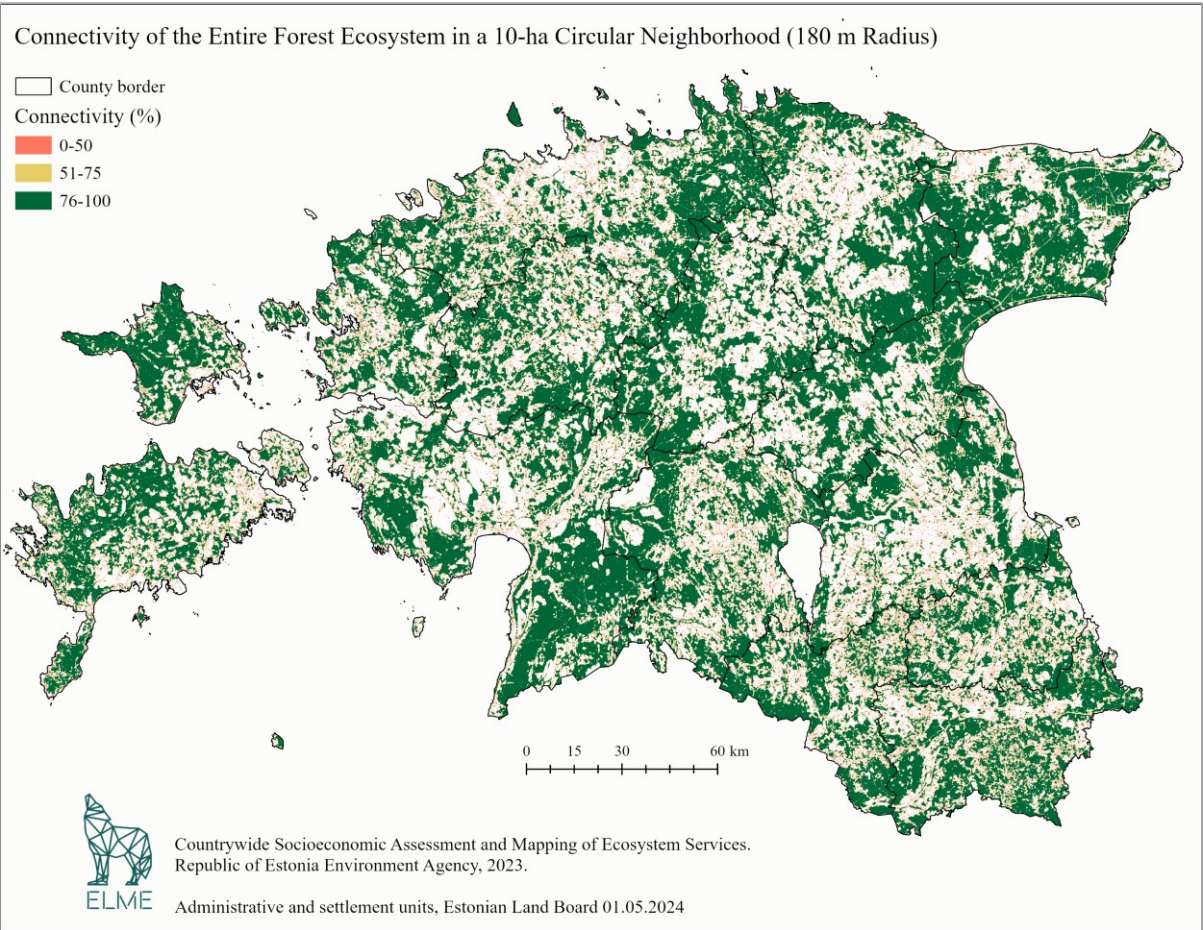 Connectivity of the Entire Forest Ecosystem in a 10-ha Circular Neighborhood (180 m Radius)
County border
Connectivity (%)
0-50
51-75
76-100
0 15 30 60 km
ELME
Countrywide Socioeconomic Assessment and Mapping of Ecosystem Services.
Republic of Estonia Environment Agency, 2023.
Administrative and settlement units, Estonian Land Board 01.05.2024